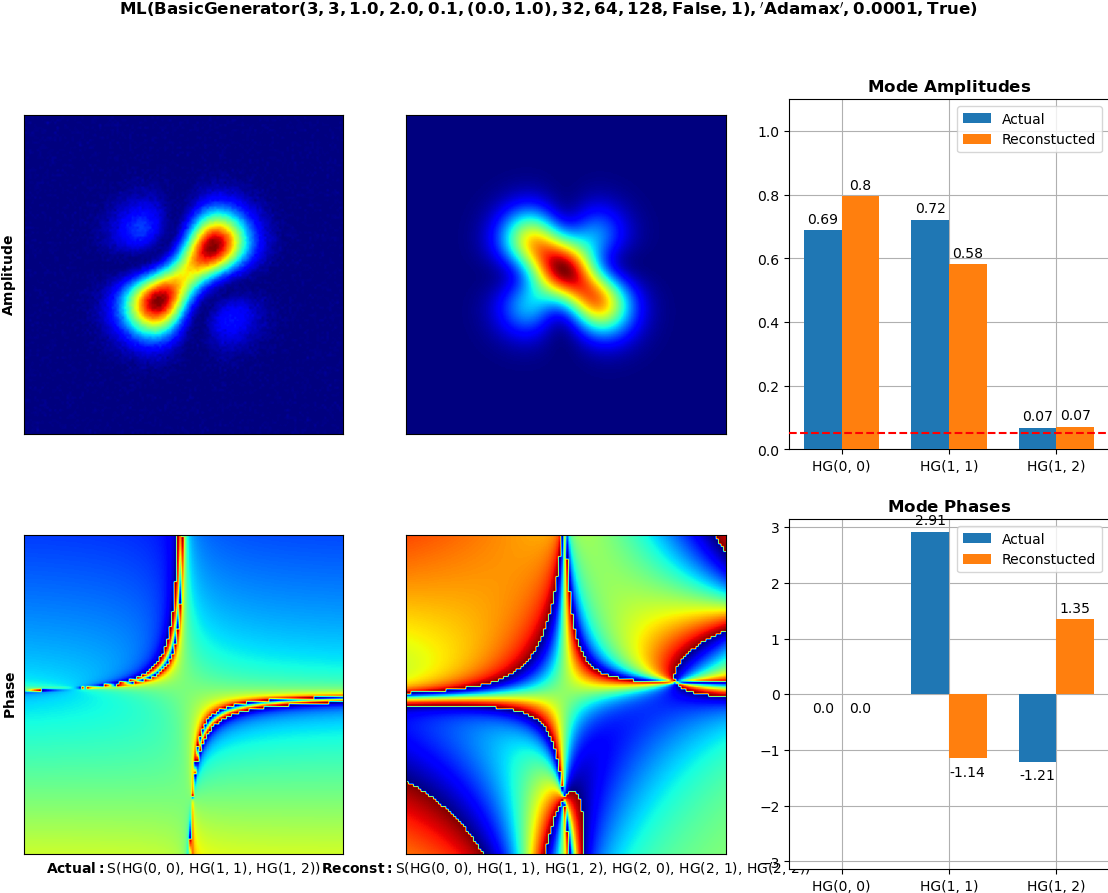 ML(BasicGenerator(3, 3, 1.0, 2.0, 0.1, (0.0, 1.0), 32, 64, 128, False, 1), 'Adamax', 0.0001, True)
Mode Amplitudes
Amplitude
1.0
0.8
0.6
0.4
0.2
0.0
Actual
Reconstucted
0.69
0.8
0.72
0.58
0.07
0.07
HG(0, 0)
HG(1, 1)
HG(1, 2)
Mode Phases
Phase
3
2
1
0
−1
−2
−3
Actual
Reconstucted
0.0
0.0
2.91
-1.14
-1.21
1.35
HG(0, 0)
HG(1, 1)
HG(1, 2)
Actual: S(HG(0, 0), HG(1, 1), HG(1, 2)) Reconst: S(HG(0, 0), HG(1, 1), HG(1, 2), HG(2, 0), HG(2, 1), HG(2, 2))